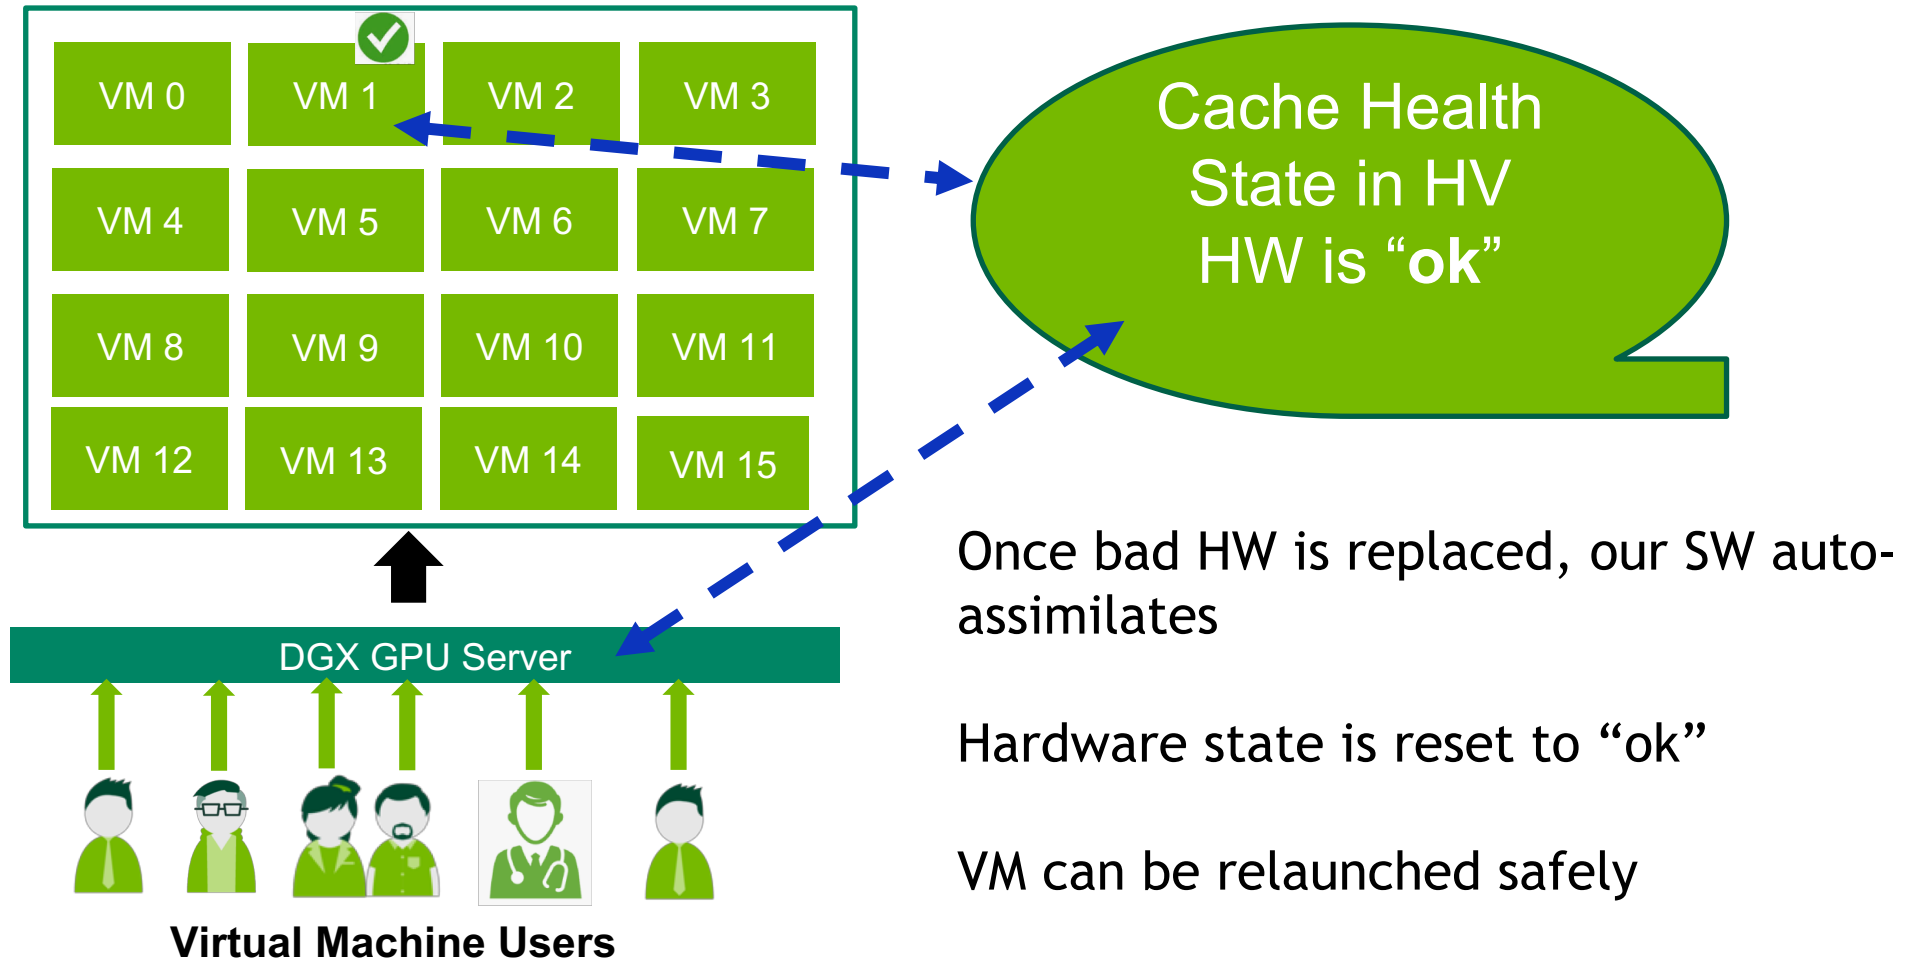 VM 0
VM 1
VM 2
VM 3
VM 4
VM 5
VM 6
VM 7
VM 8
VM 9
VM 10
VM 11
VM 12
VM 13
VM 14
VM 15
DGX GPU Server
Virtual Machine Users
Cache Health
State in HV
HW is “ok”
Once bad HW is replaced, our SW auto-
assimilates
Hardware state is reset to “ok”
VM can be relaunched safely